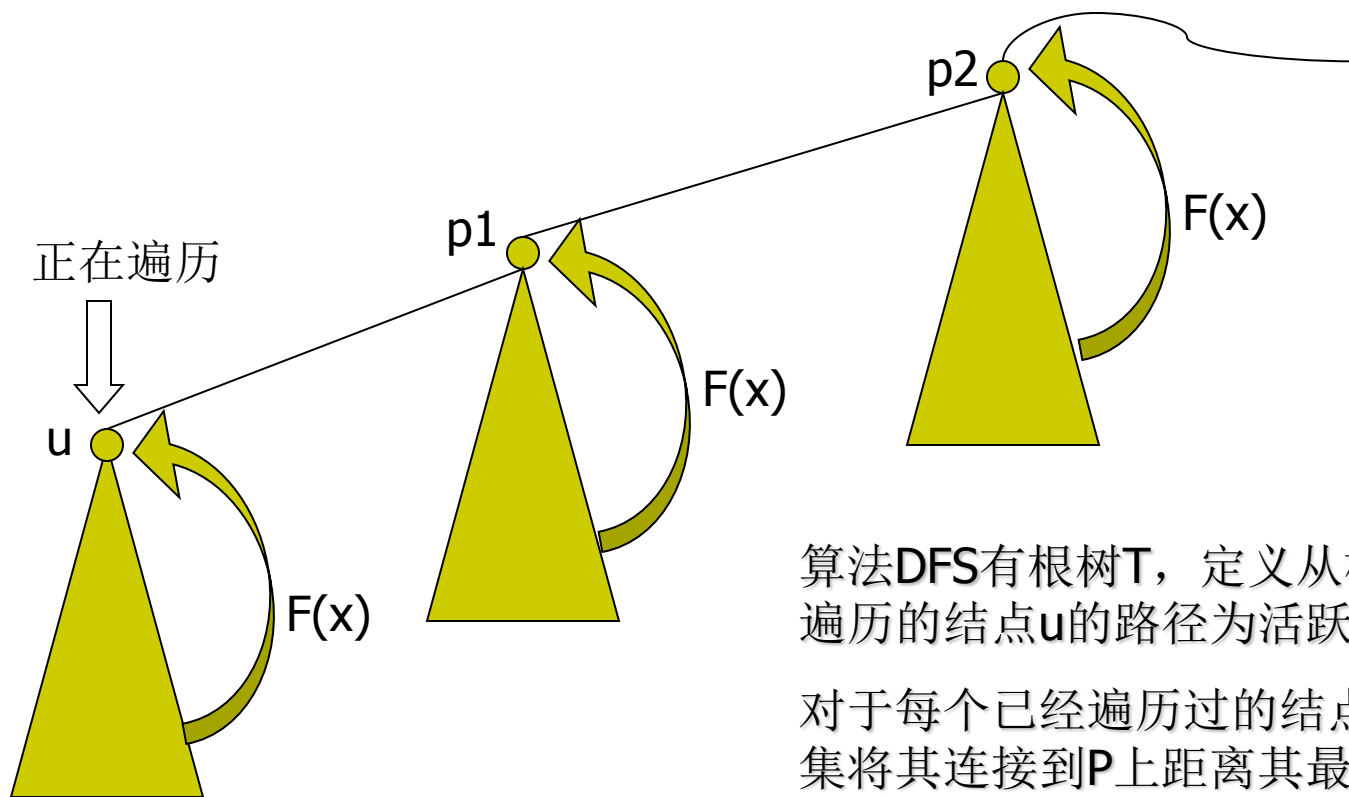 p2
F(x)
p1
正在遍历
F(x)
u
F(x)
算法DFS有根树T，定义从
遍历的结点u的路径为活跃
对于每个已经遍历过的结点
集将其连接到P上距离其最